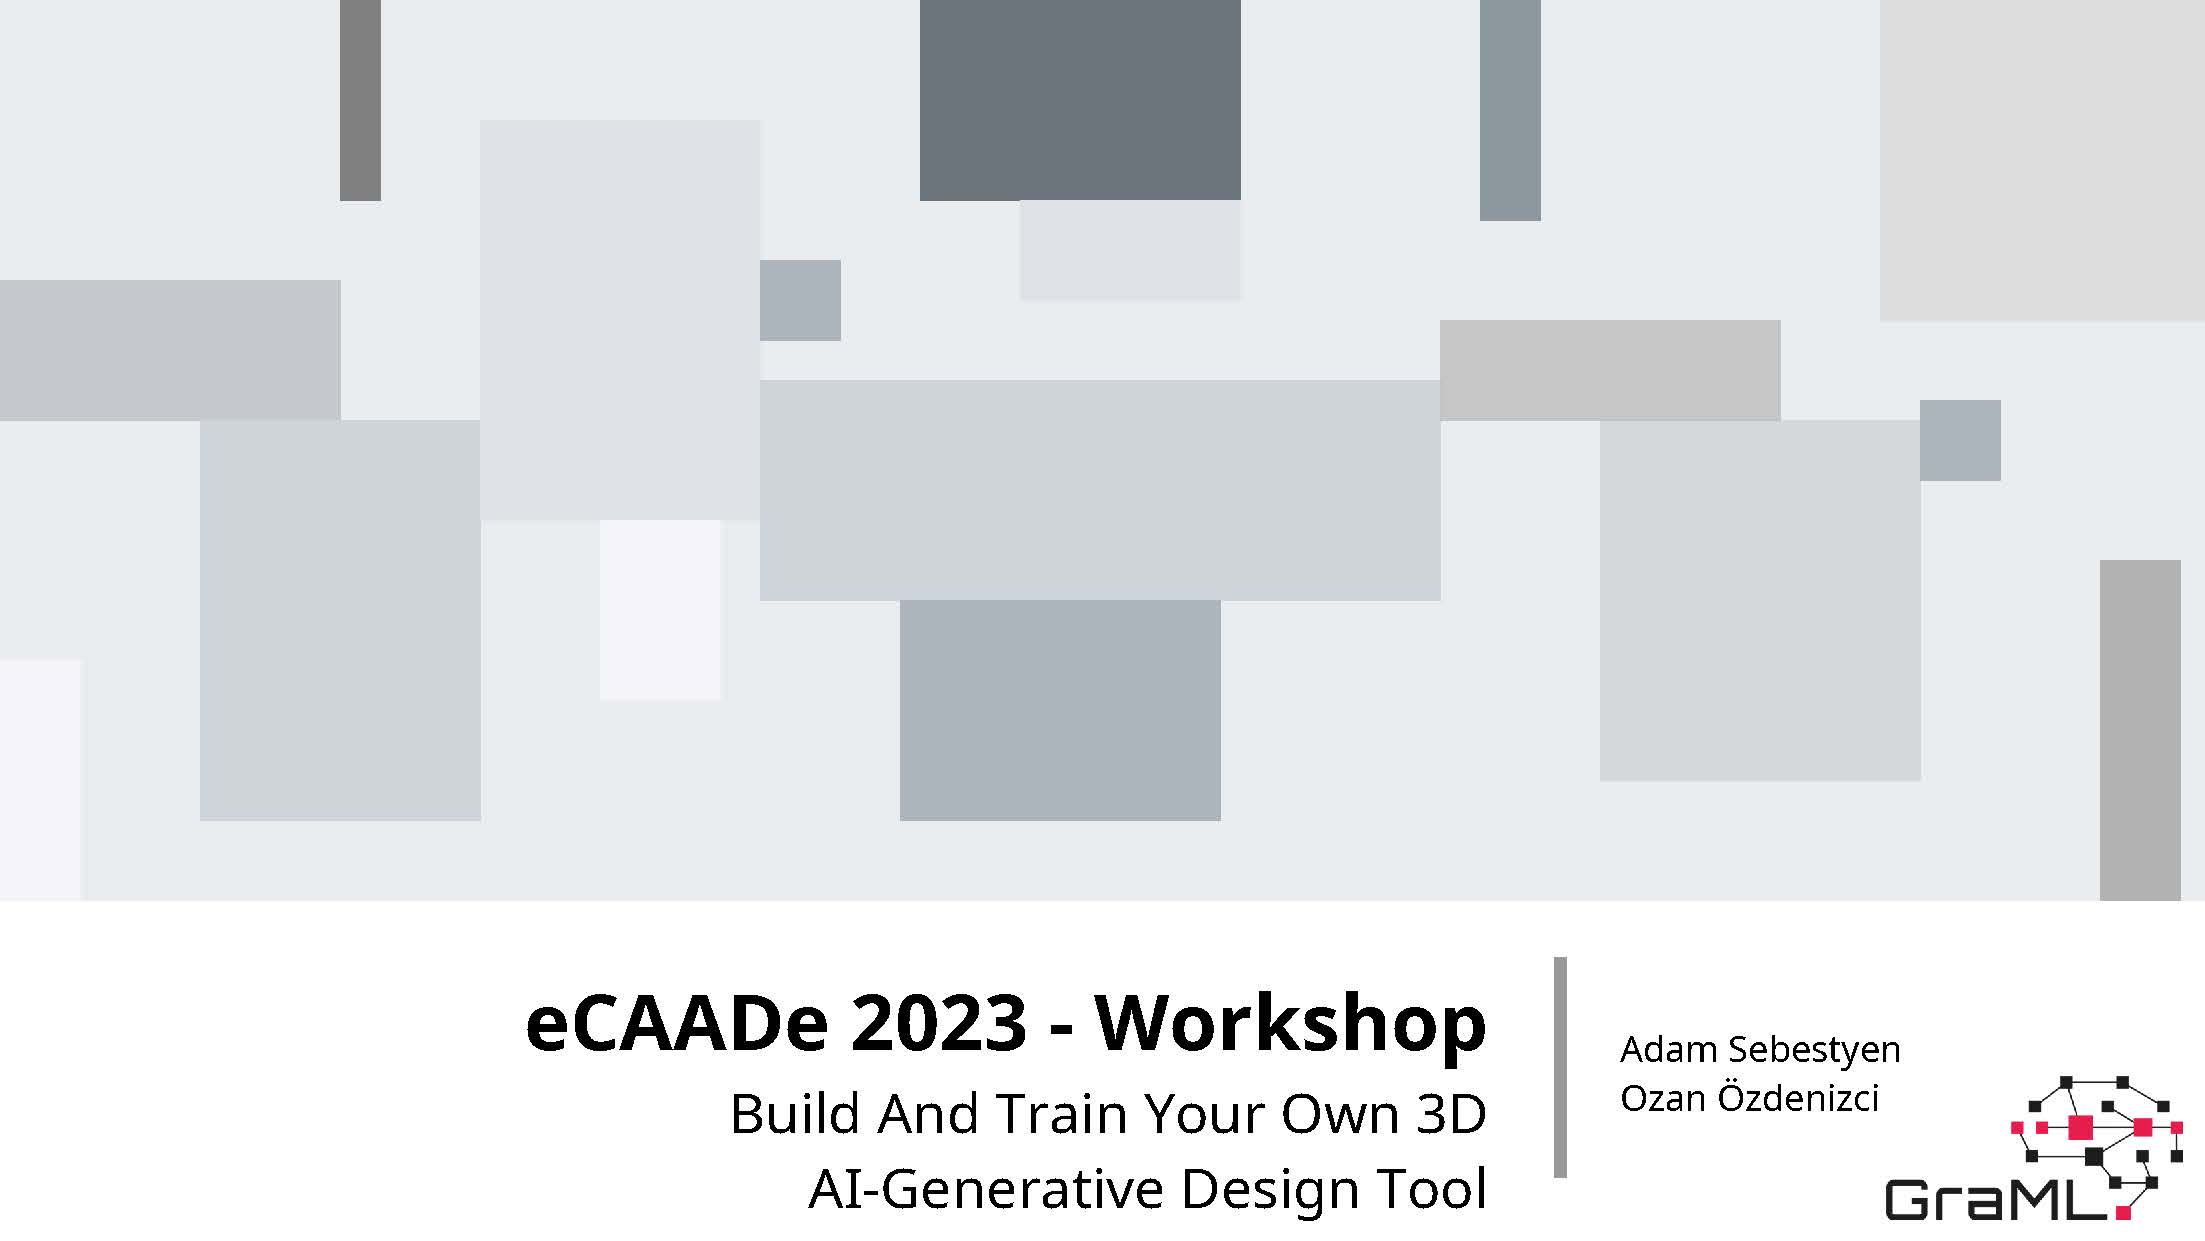 eCAADe 2023 - Workshop
Build And Train Your Own 3D
AI-Generative Design Tool
Adam Sebestyen
Ozan Özdenizci
GraML